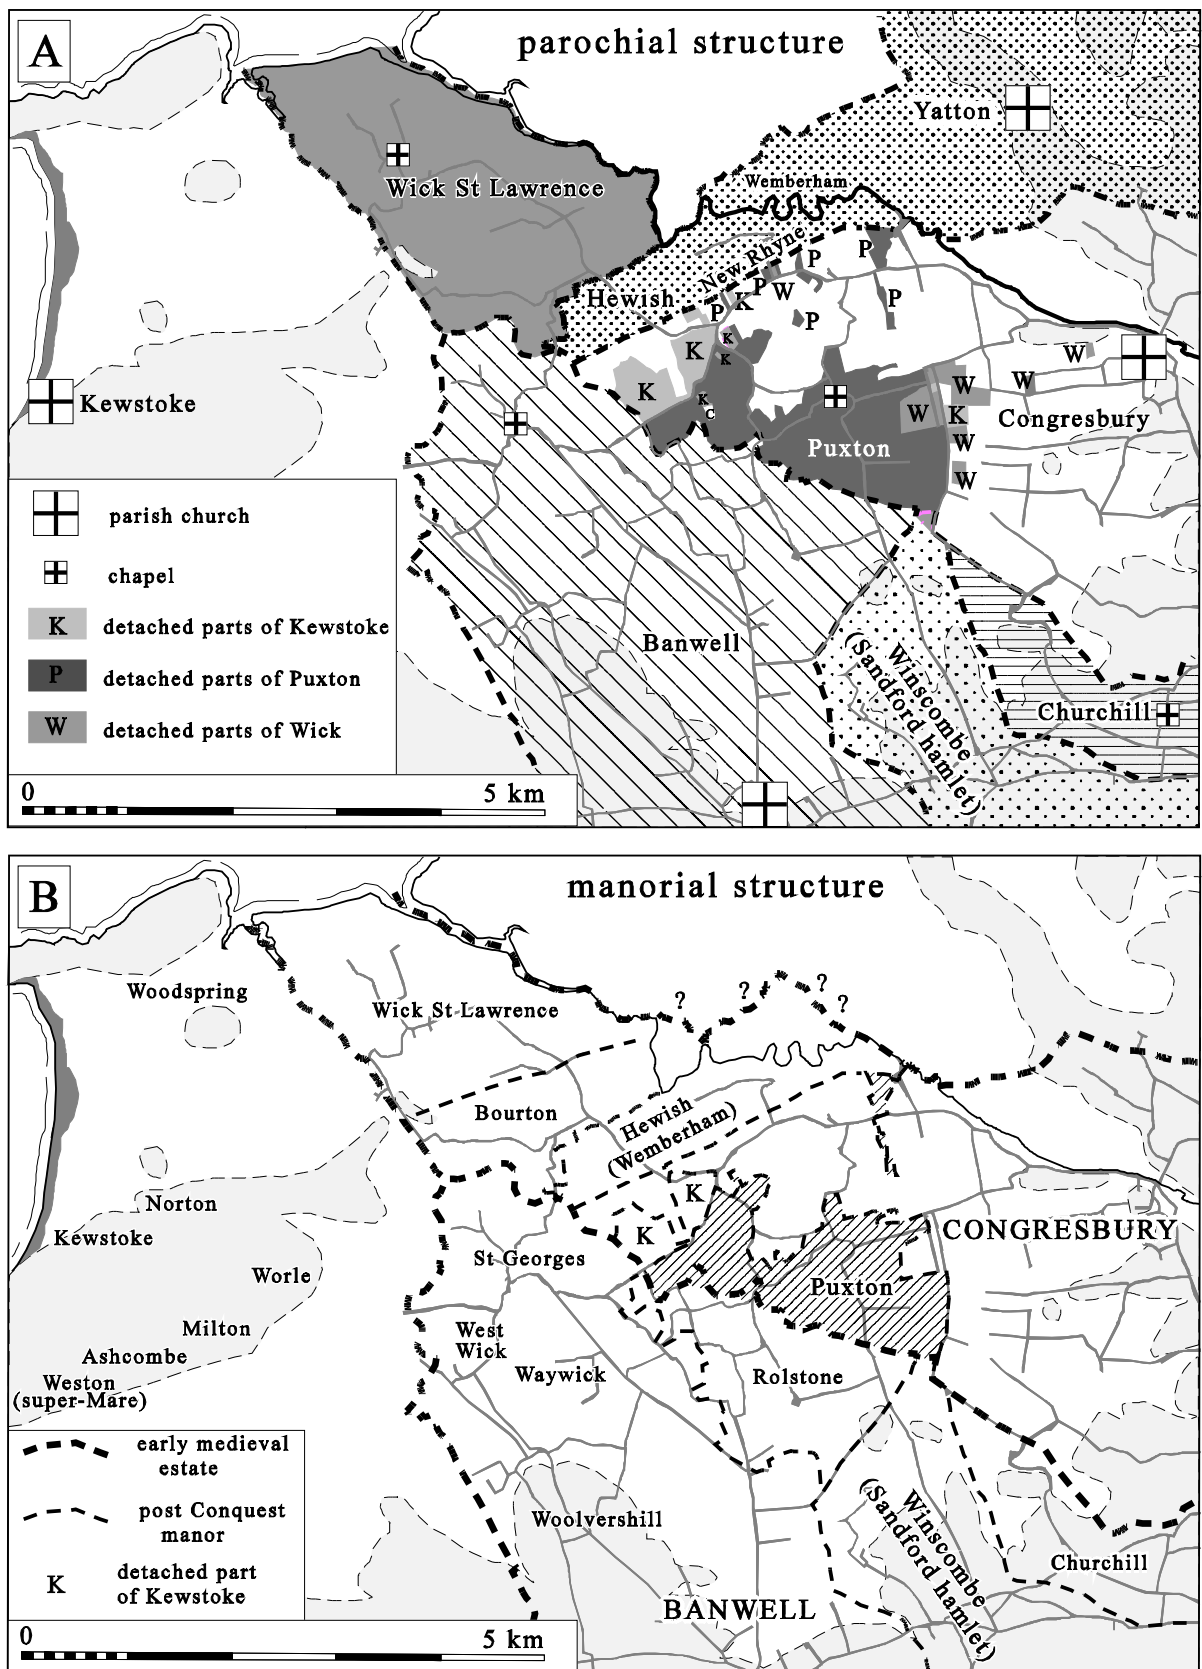 A
parochial structure
Yatton
Wemberham
Wick St Lawrence
New Rhyne
P
P
Hewish
P
W
P
K
P
P
K
K
K
W
W
K
Kewstoke
K
C
W
W
K
Congresbury
W
Puxton
W
parish church
chapel
K detached parts of Kewstoke
P detached parts of Puxton
W detached parts of Wick
Banwell
Winscombe
(Sandford hamlet)
Churchill
0 5 km
B
manorial structure
Woodspring
Wick St Lawrence
?
?
?
?
Bourton
Hewish
(Wemberham)
K
Norton
K
Kewstoke
CONGRESBURY
St Georges
Worle
Puxton
Milton
West
Wick
Ashcombe
Waywick
Rolstone
Weston
(super-Mare)
early medieval
estate
post Conquest
manor
K detached part
of Kewstoke
Woolvershill
Winscombe
(Sandford hamlet)
Churchill
BANWELL
0 5 km